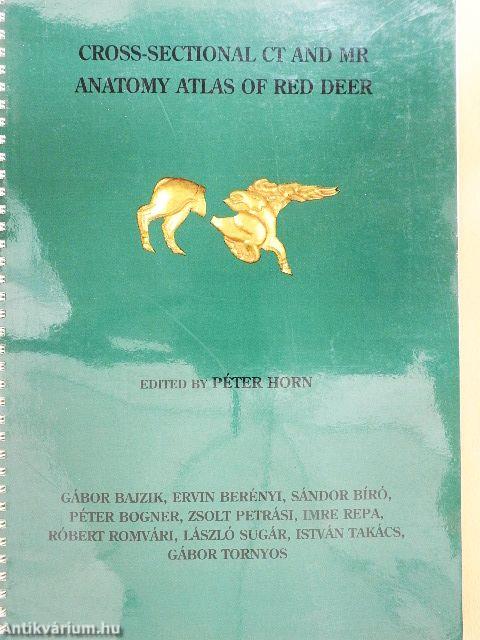 CROSS-SECTIONAL CT AND MR
ANATOMY ATLAS OF RED DEER
EDITED BY PÉTER HORN
GÁBOR BAJZIK, ERVIN BERÉNYI, SÁNDOR BÍRÓ,
PÉTER BOGNER, ZSOLT PETRÁSI, IMRE REPA,
RÓBERT ROMVÁRI, LÁSZLÓ SUGÁR, ISTVÁN TAKÁCS,
GÁBOR TORNYOS
Antikvárium.hu